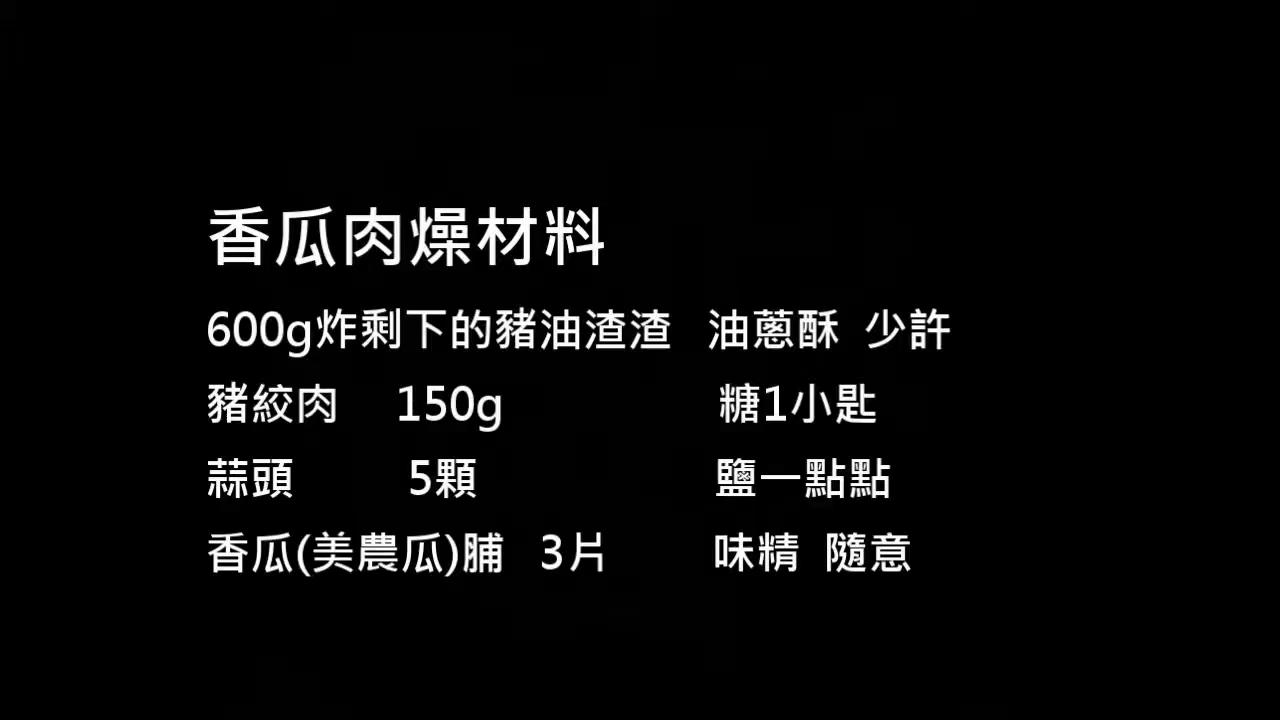 香瓜肉燥材料
600g炸剩下的豬油渣渣 油蔥酥 少許
豬絞肉 150g 糖1小匙
蒜頭 5顆 鹽一點點
香瓜(美農瓜)脯 3片 味精 隨意